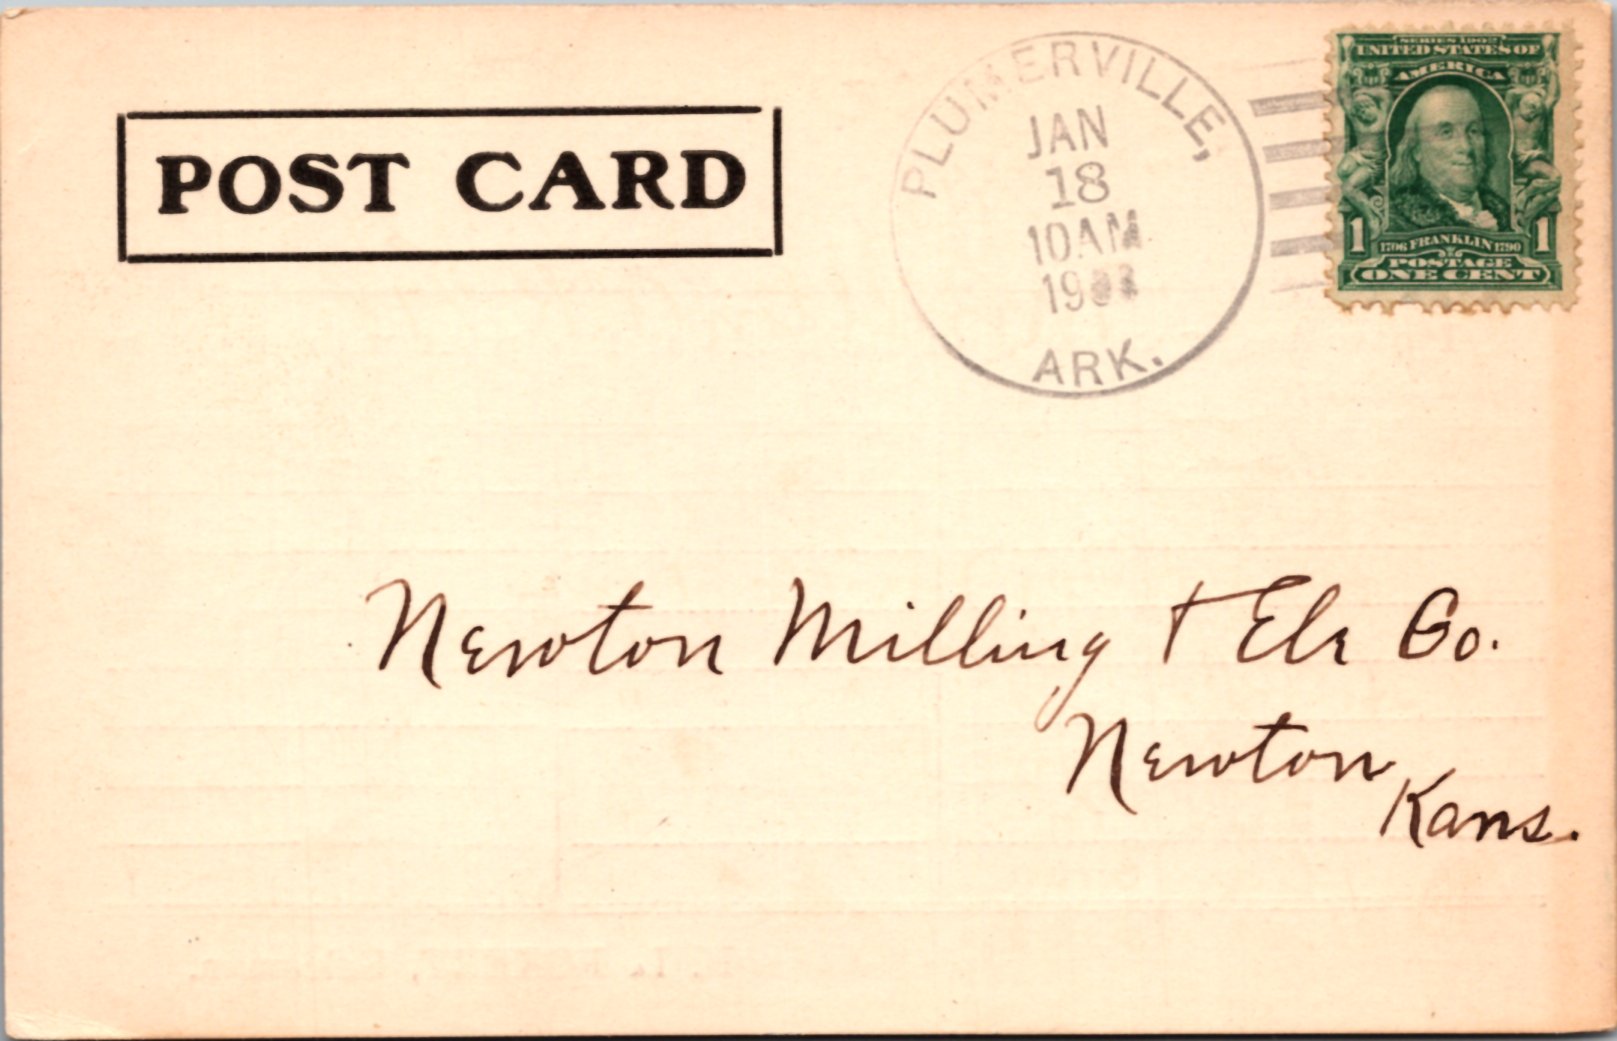 POST CARD
PLUMERVILLE,
JAN
18
10AM
ARK.
SERIES 1902
UNITED STATES OF
AMERICA
1 1706 FRANKLIN 1790 1
POSTAGE
ONE CENT
Newton Milling & Ele Co.
Newton
Kans.